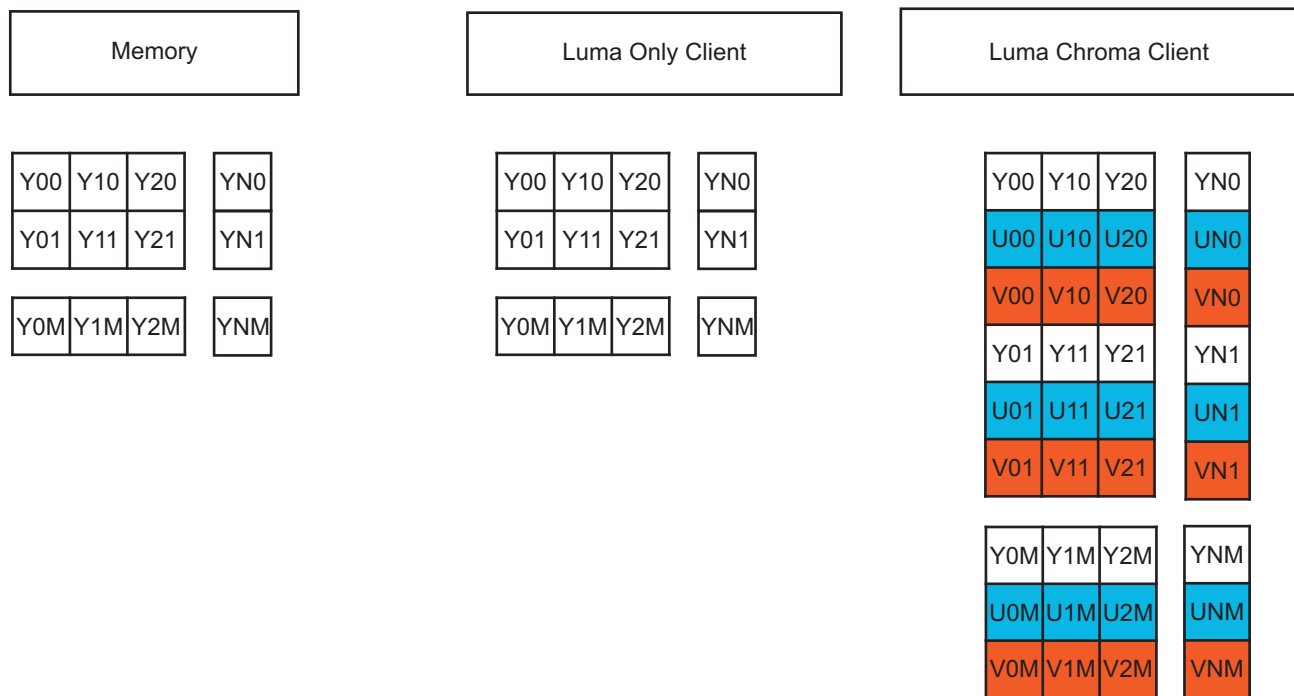 Memory
Luma Only Client
Luma Chroma Client
Y00 Y10 Y20 YN0
Y01 Y11 Y21 YN1
Y0M Y1M Y2M YNM
Y00 Y10 Y20 YN0
Y01 Y11 Y21 YN1
Y0M Y1M Y2M YNM
Y00 Y10 Y20 YN0
U00 U10 U20 UN0
V00 V10 V20 VN0
Y01 Y11 Y21 YN1
U01 U11 U21 UN1
V01 V11 V21 VN1
Y0M Y1M Y2M YNM
U0M U1M U2M UNM
V0M V1M V2M VNM